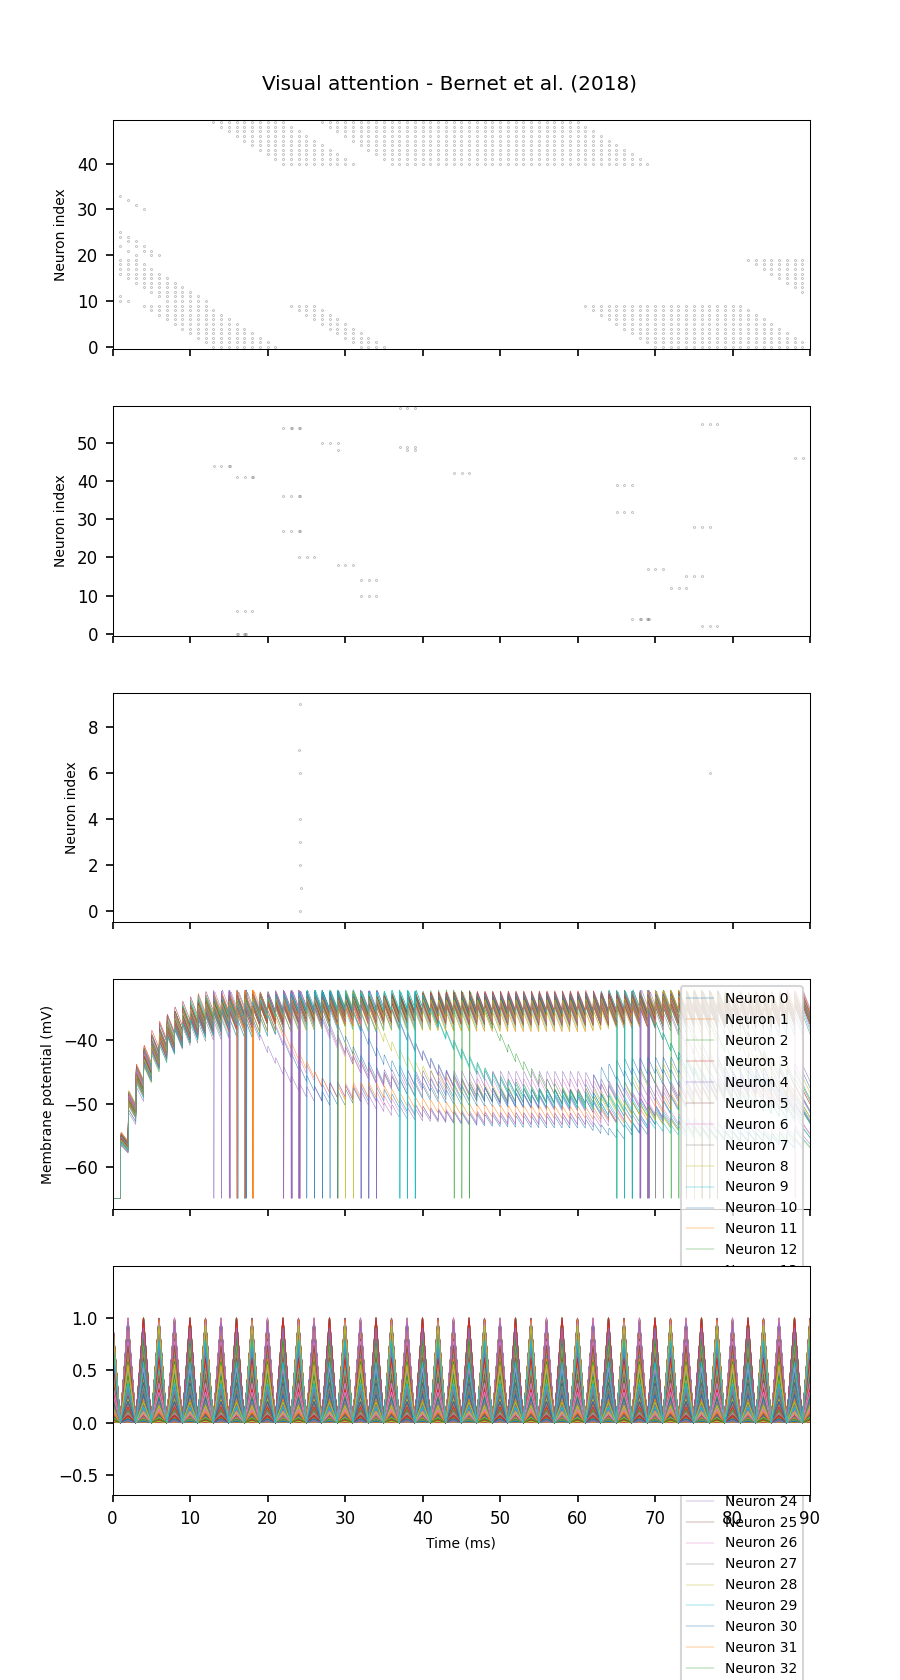 Visual attention - Bernet et al. (2018)
Neuron index
40
30
20
10
0
Neuron index
50
40
30
20
10
0
Neuron index
8
6
4
2
0
Membrane potential (mV)
−40
−50
−60
Neuron 0
Neuron 1
Neuron 2
Neuron 3
Neuron 4
Neuron 5
Neuron 6
Neuron 7
Neuron 8
Neuron 9
Neuron 10
Neuron 11
Neuron 12
1.0
0.5
0.0
−0.5
0 10 20 30 40 50 60 70 80 90
Time (ms)
Neuron 24
Neuron 25
Neuron 26
Neuron 27
Neuron 28
Neuron 29
Neuron 30
Neuron 31
Neuron 32